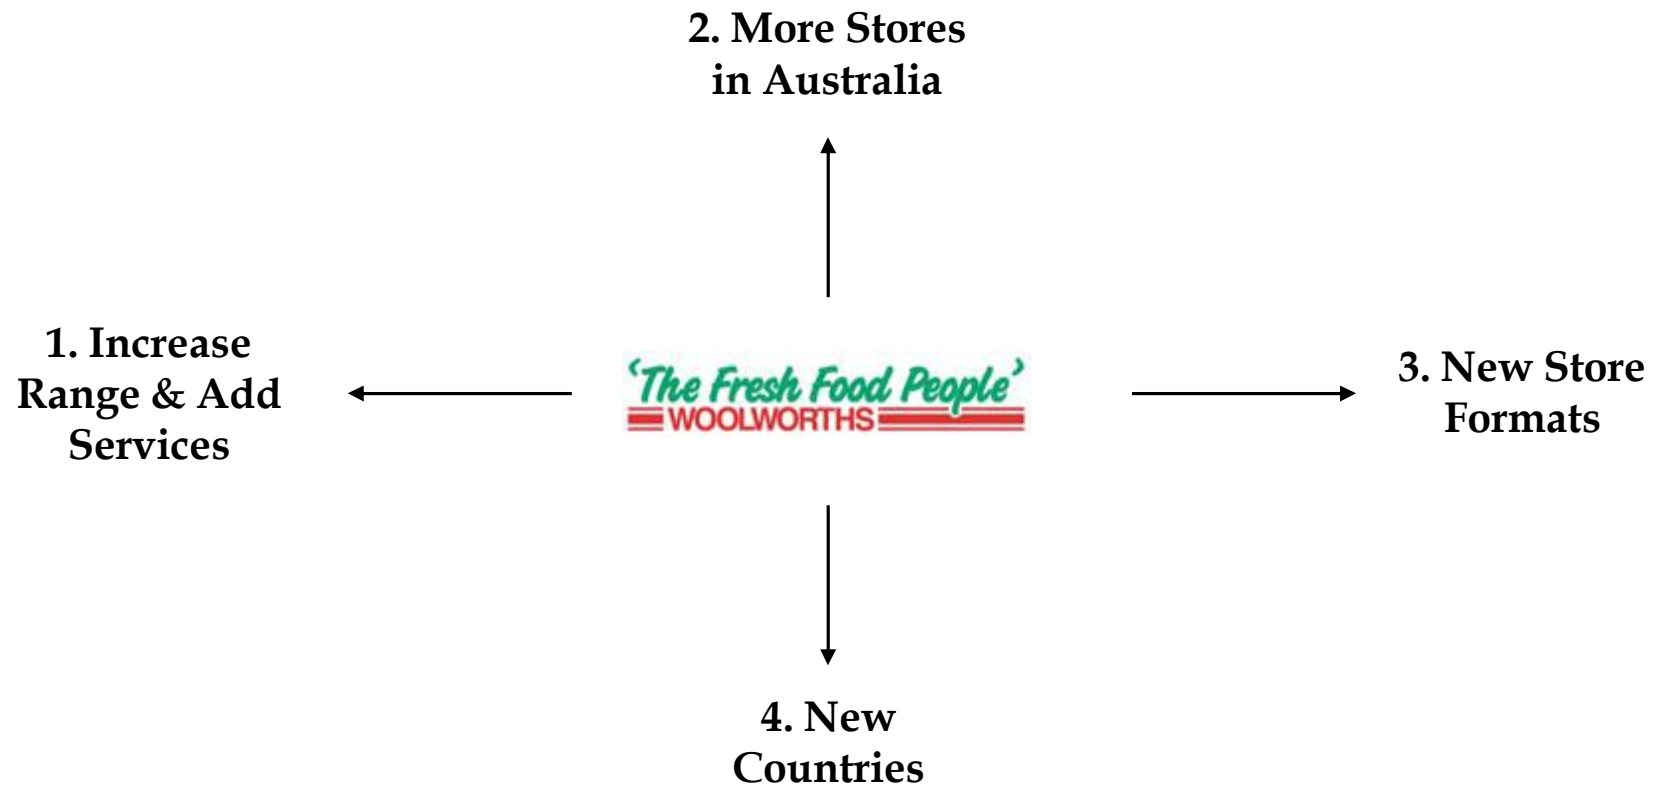 2. More Stores
in Australia
1. Increase
Range & Add
Services
‘The Fresh Food People’
WOOLWORTHS
3. New Store
Formats
4. New
Countries